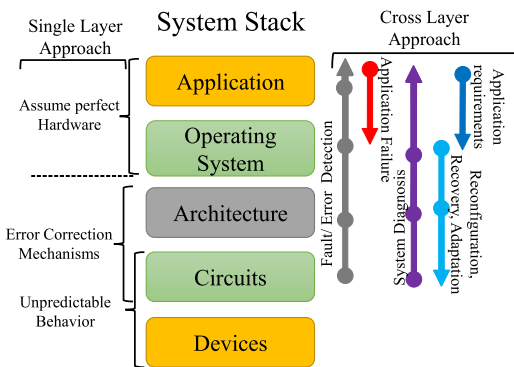 Single Layer
Approach
System Stack
Cross Layer
Approach
Assume perfect
Hardware
Error Correction
Mechanisms
Unpredictable
Behavior
Application
Operating
System
Architecture
Circuits
Devices
Fault/ Error Detection
Application Failure
System Diagnosis
Application
requirements
Reconfiguration,
Recovery, Adaptation